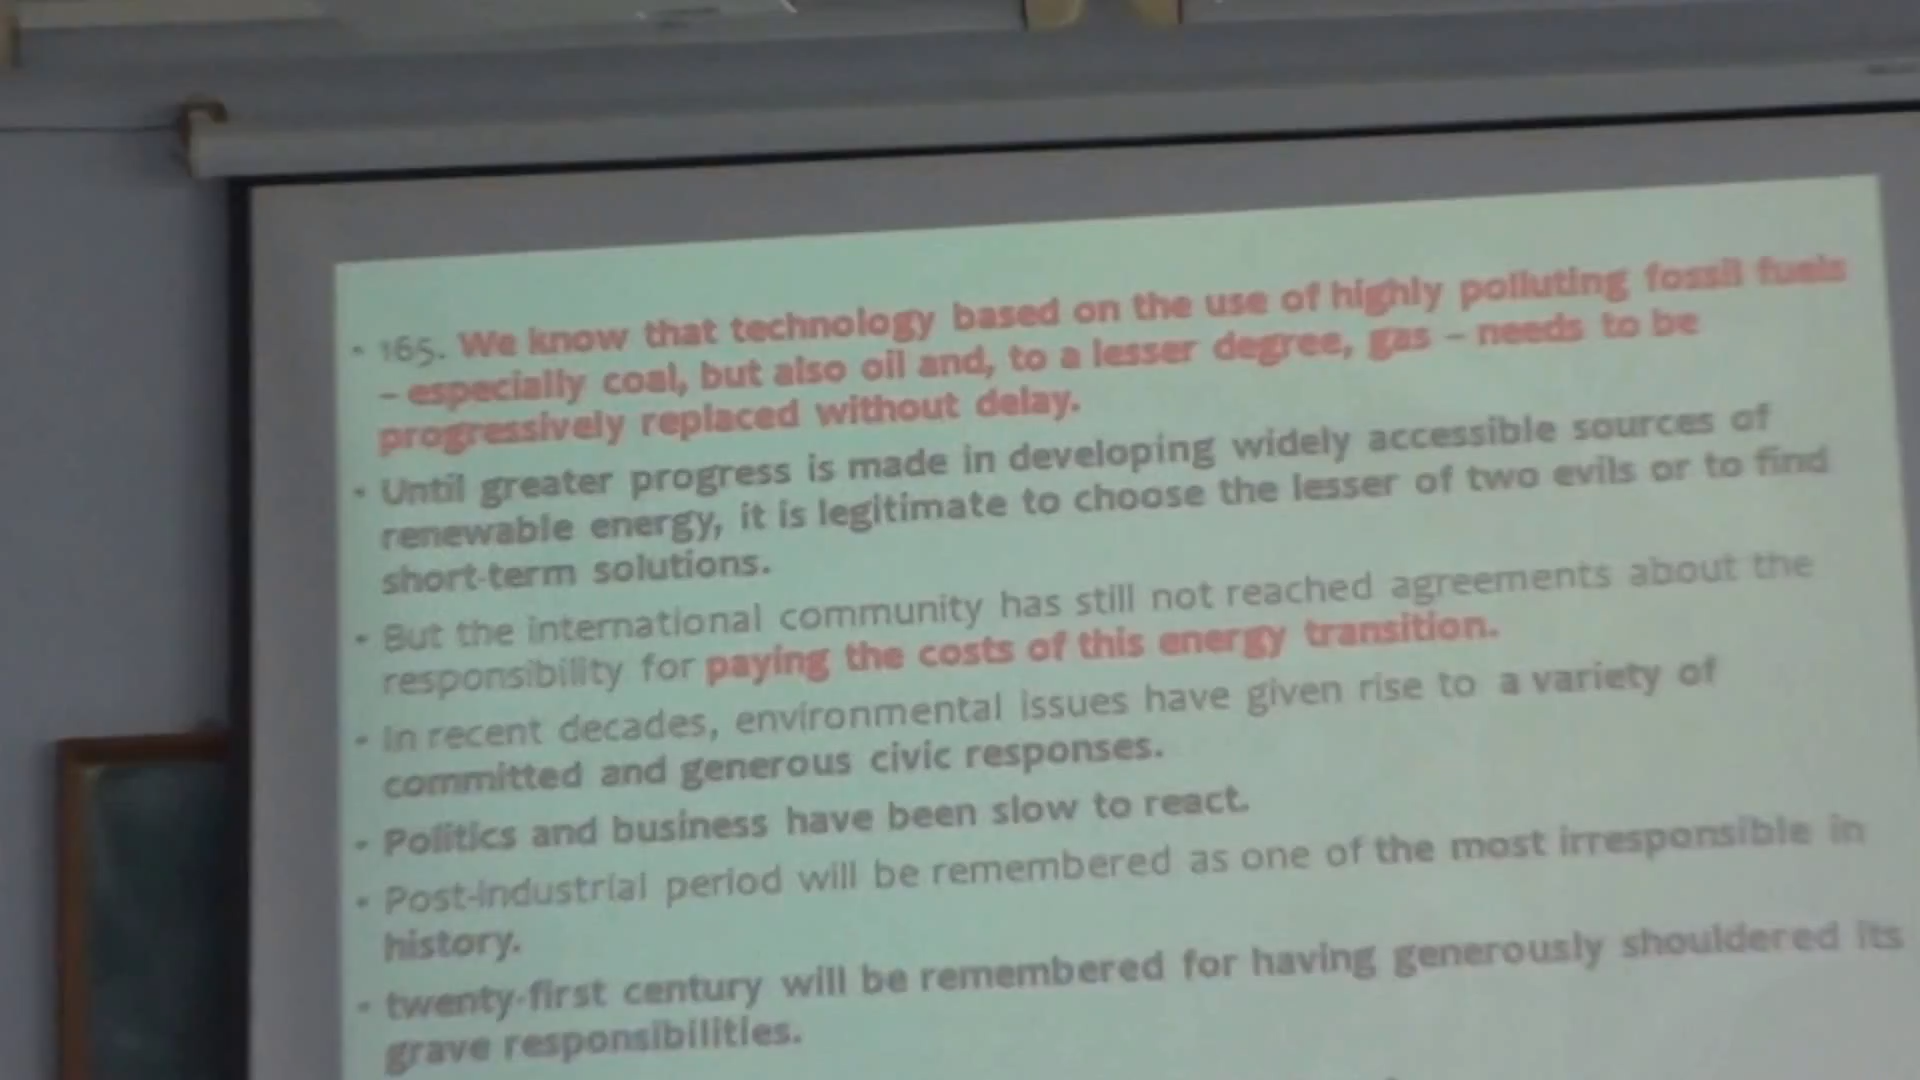 • 165. We know that technology based on the use of highly polluting fossil fuels
– especially coal, but also oil and, to a lesser degree, gas – needs to be
progressively replaced without delay.
• Until greater progress is made in developing widely accessible sources of
renewable energy, it is legitimate to choose the lesser of two evils or to find
short-term solutions.
• But the international community has still not reached agreements about the
responsibility for paying the costs of this energy transition.
• In recent decades, environmental issues have given rise to a variety of
committed and generous civic responses.
• Politics and business have been slow to react.
• Post-industrial period will be remembered as one of the most irresponsible in
history.
• twenty-first century will be remembered for having generously shouldered its
grave responsibilities.